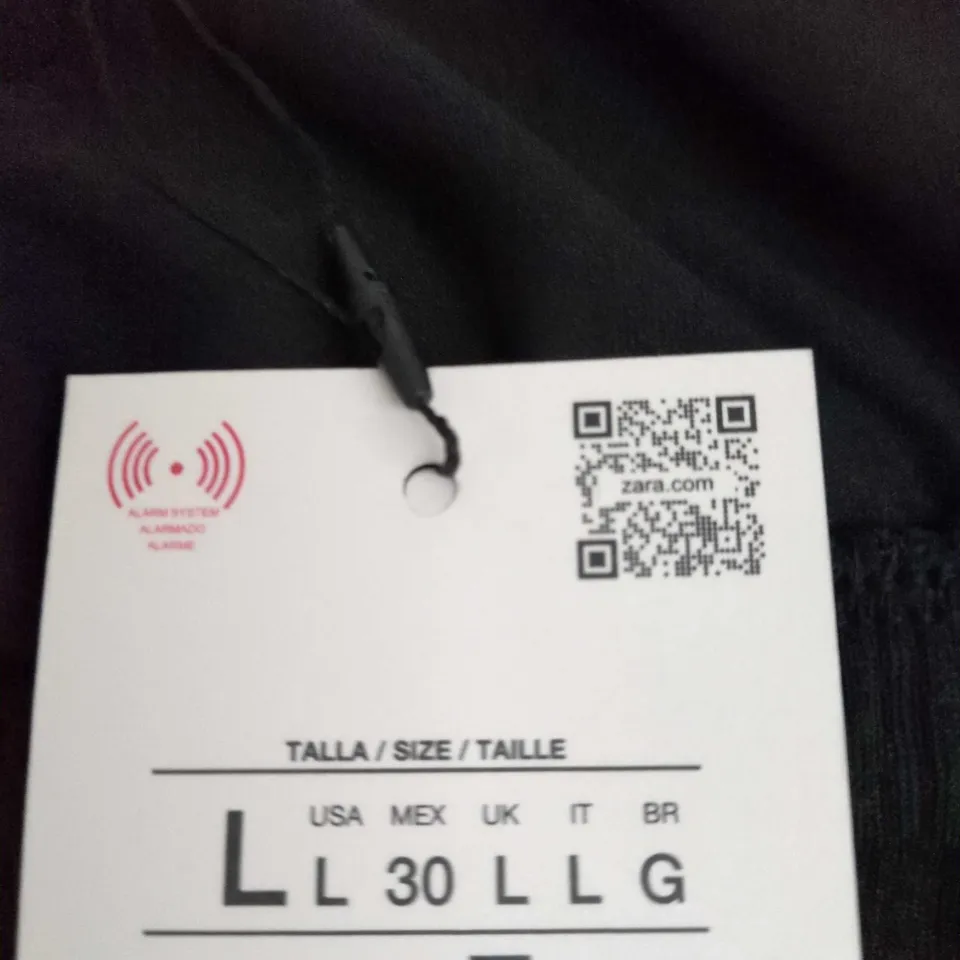 ALARM SYSTEM
ALARMADO
ALARME
zara.com
TALLA / SIZE / TAILLE
USA MEX UK IT BR
L L 30 L L G